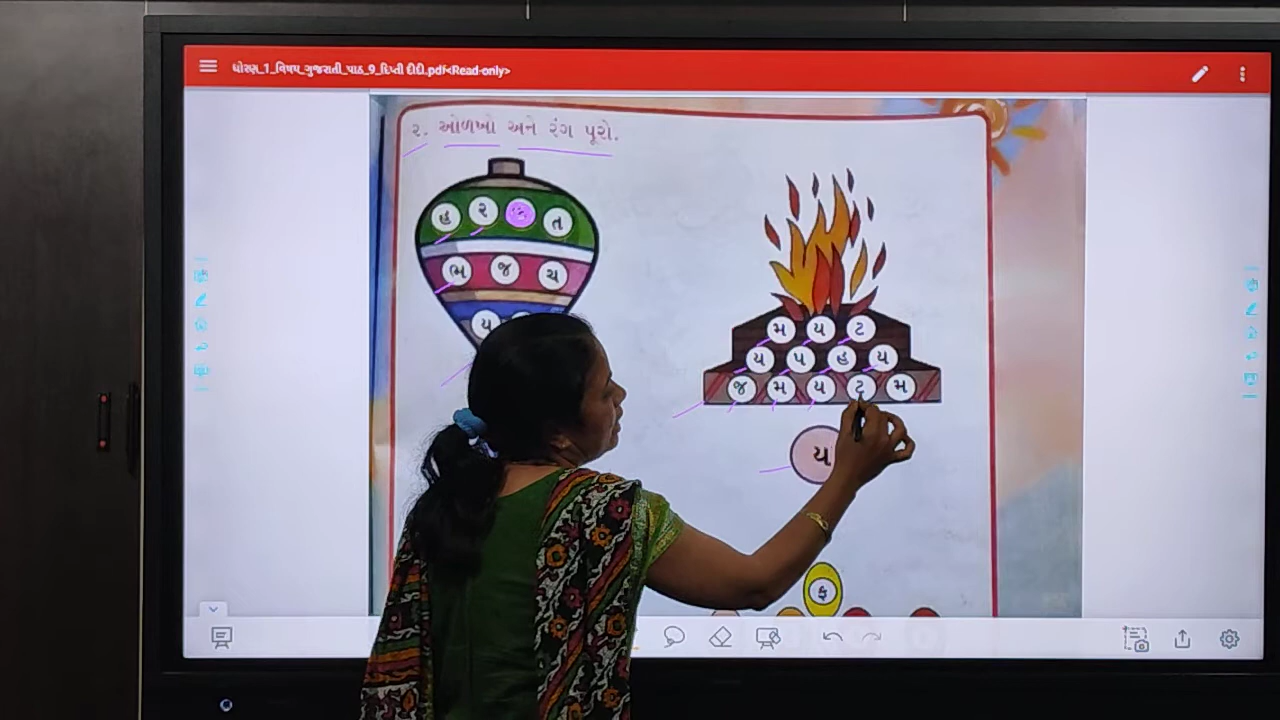 ધોરણ_1_વિષય_ગુજરાતી_પાઠ_9_દિપ્તી દીદી.pdf<Read-only>
૨. ઓળખો અને રંગ પૂરો.
હ ર ત
ભ જ ચ
ય
મ ય ટ
ય પ હ ય
જ મ ય ટ મ
ય
ફ